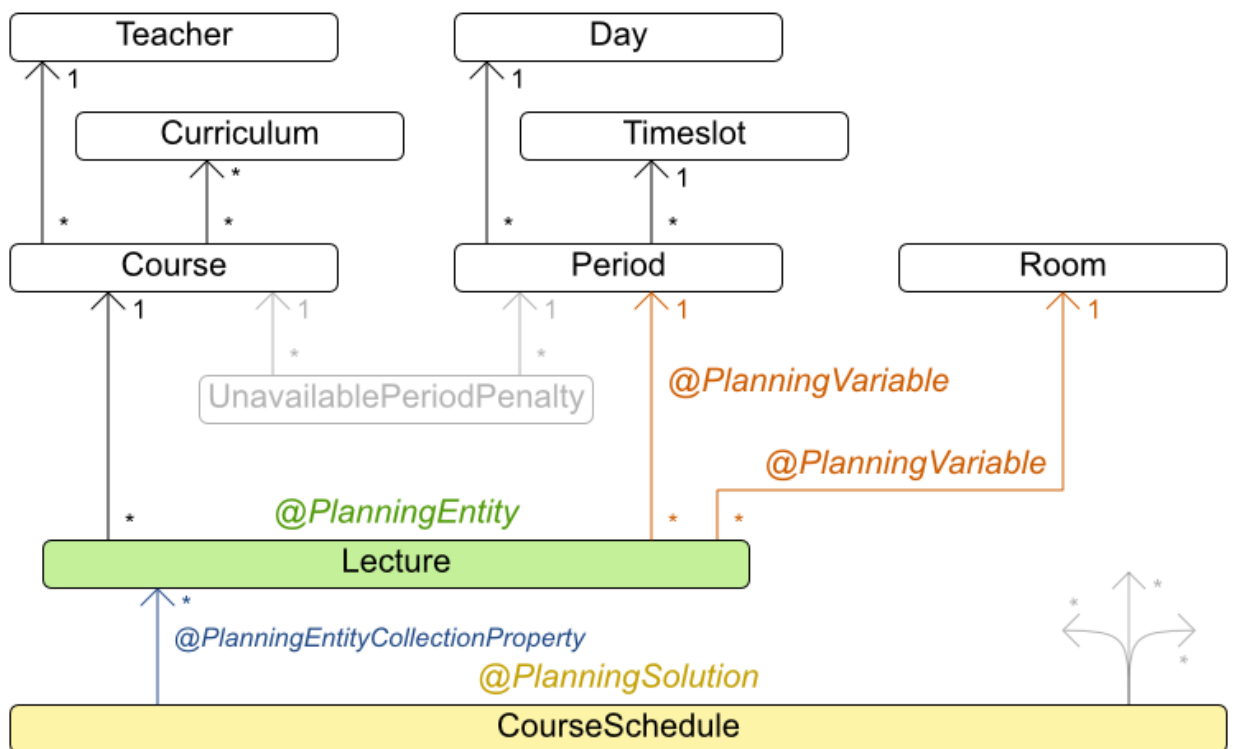 Teacher
Day
1
1
Curriculum
Timeslot
*
1
*
*
*
*
Course
Period
Room
1
1
1
1
1
*
*
@PlanningVariable
UnavailablePeriodPenalty
@PlanningVariable
@PlanningEntity
*
*
*
Lecture
*
*
*
@PlanningEntityCollectionProperty
*
@PlanningSolution
CourseSchedule